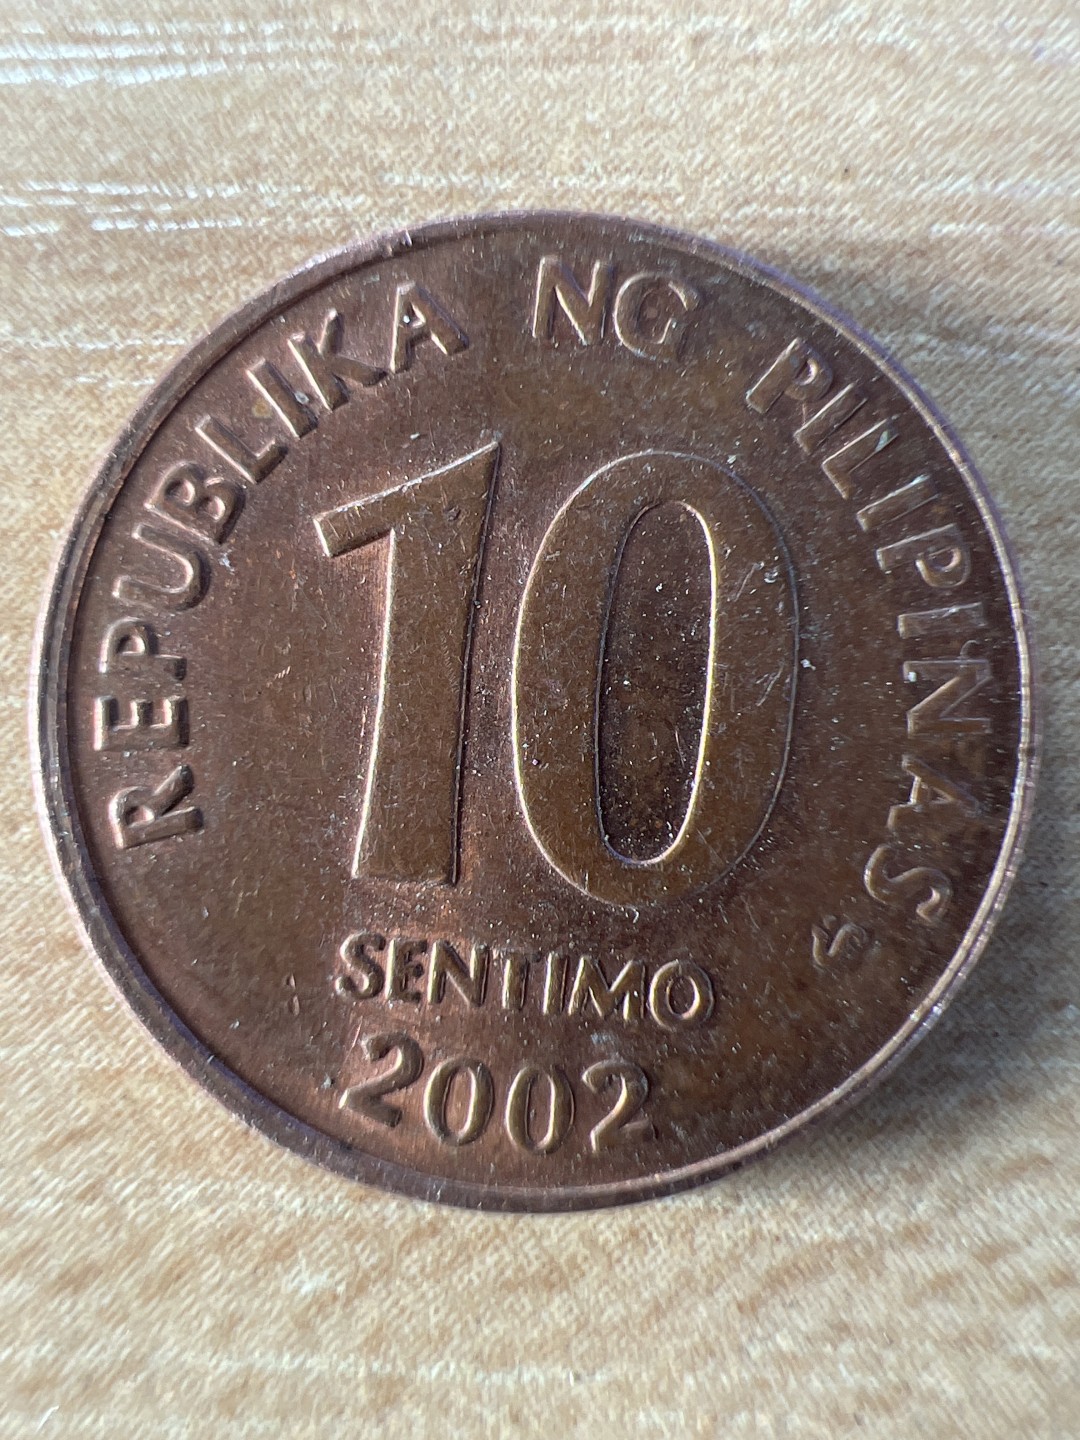 REPUBLIKA NG PILIPINAS
10
SENTIMO
2002
S